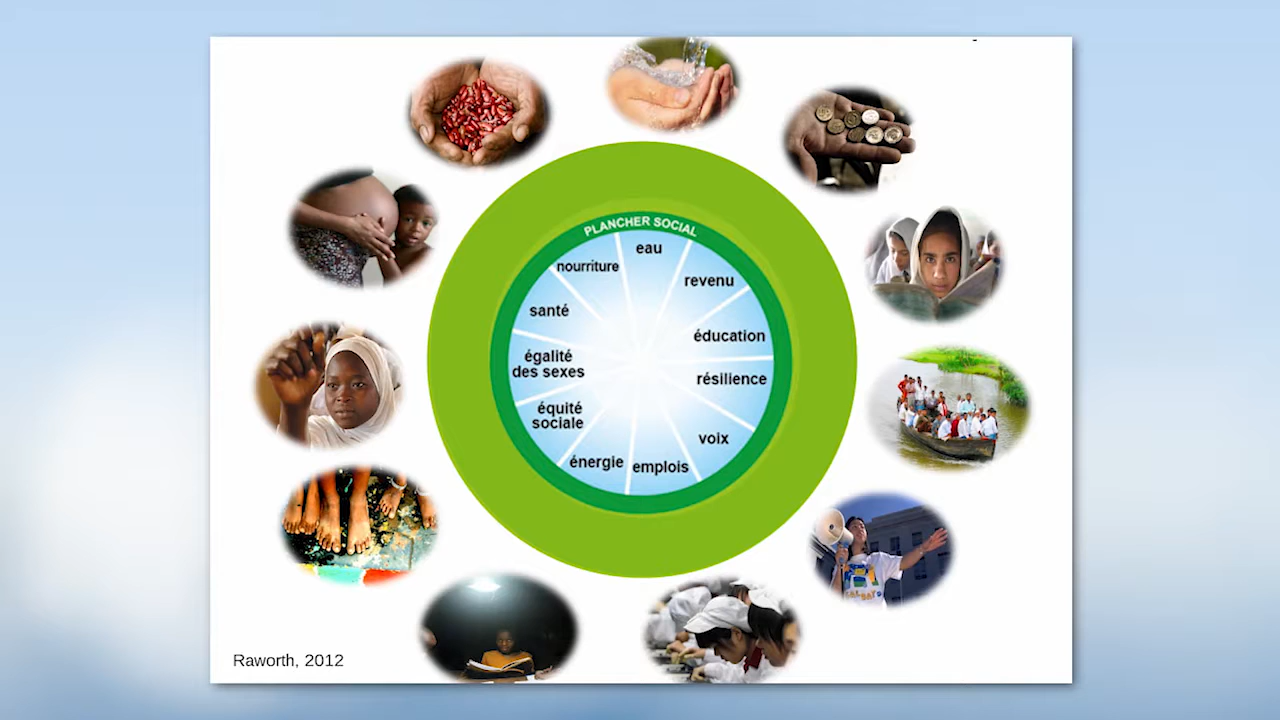 PLANCHER SOCIAL
eau
nourriture
revenu
santé
éducation
égalité
des sexes
résilience
équité
sociale
voix
énergie
emplois
Raworth, 2012